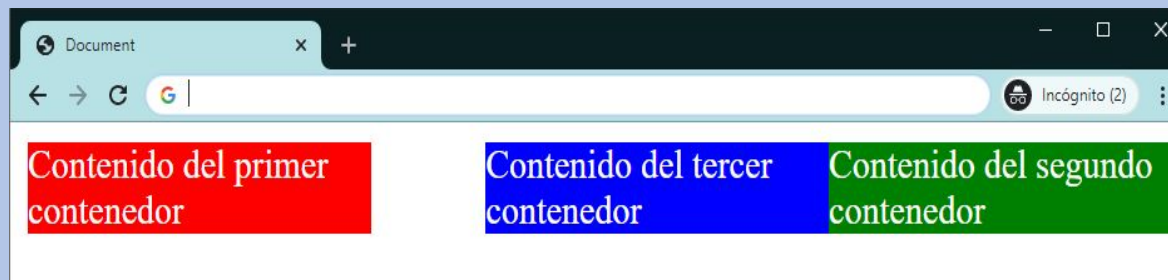 Document
Incógnito (2)
Contenido del primer
contenedor
Contenido del tercer
contenedor
Contenido del segundo
contenedor